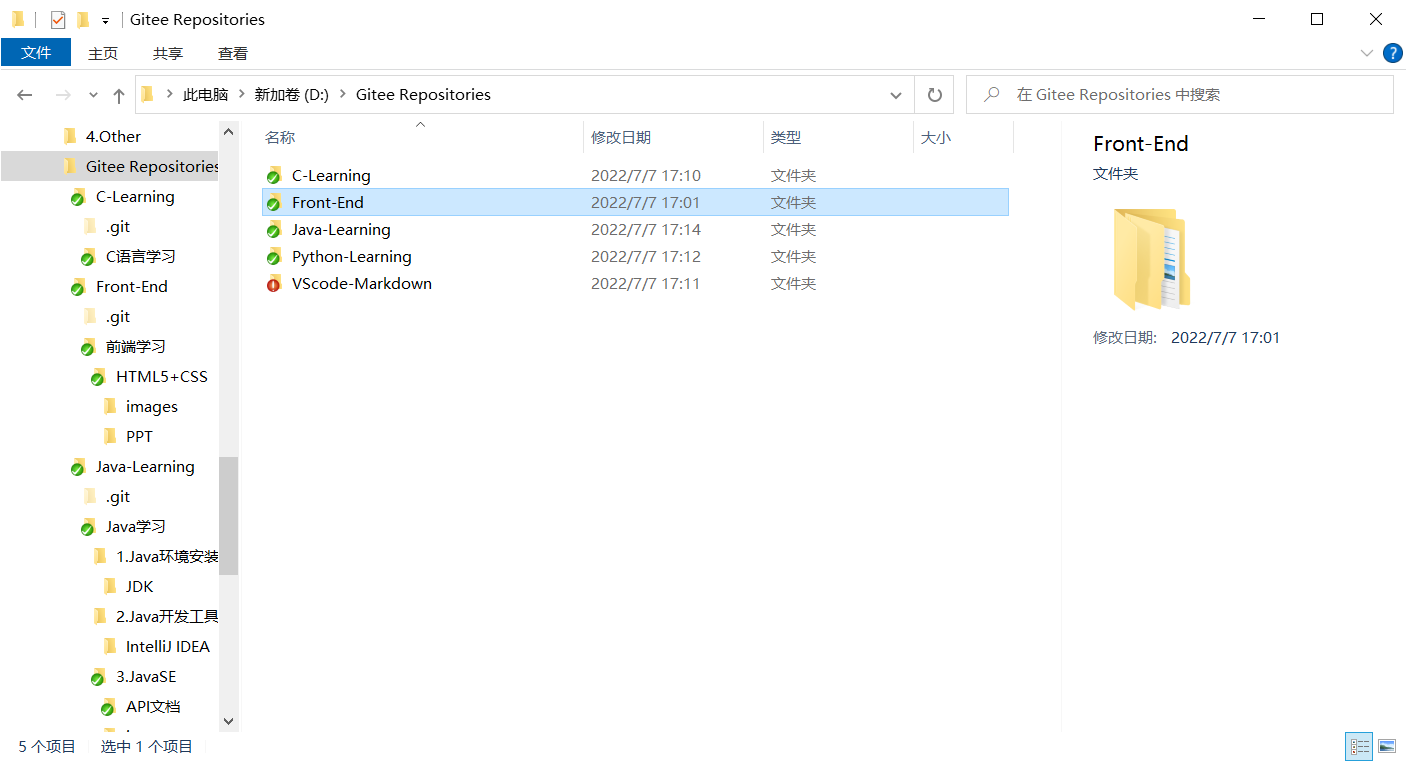 Gitee Repositories
文件 主页 共享 查看
此电脑 新加卷 (D:) Gitee Repositories 在 Gitee Repositories 中搜索
4.Other
Gitee Repositories
C-Learning
.git
C语言学习
Front-End
.git
前端学习
HTML5+CSS
images
PPT
Java-Learning
.git
Java学习
1.Java环境安装
JDK
2.Java开发工具
IntelliJ IDEA
3.JavaSE
API文档
名称 修改日期 类型 大小
C-Learning 2022/7/7 17:10 文件夹
Front-End 2022/7/7 17:01 文件夹
Java-Learning 2022/7/7 17:14 文件夹
Python-Learning 2022/7/7 17:12 文件夹
VScode-Markdown 2022/7/7 17:11 文件夹
Front-End
文件夹
修改日期: 2022/7/7 17:01
5 个项目 选中 1 个项目